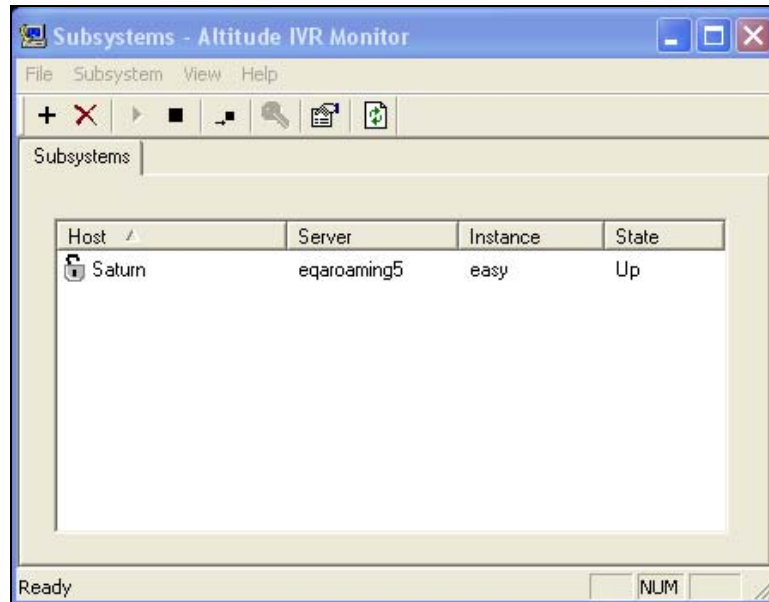 Subsystems - Altitude IVR Monitor
File Subsystem View Help
Subsystems
Host Server Instance State
Saturn eqaroaming5 easy Up
Ready NUM